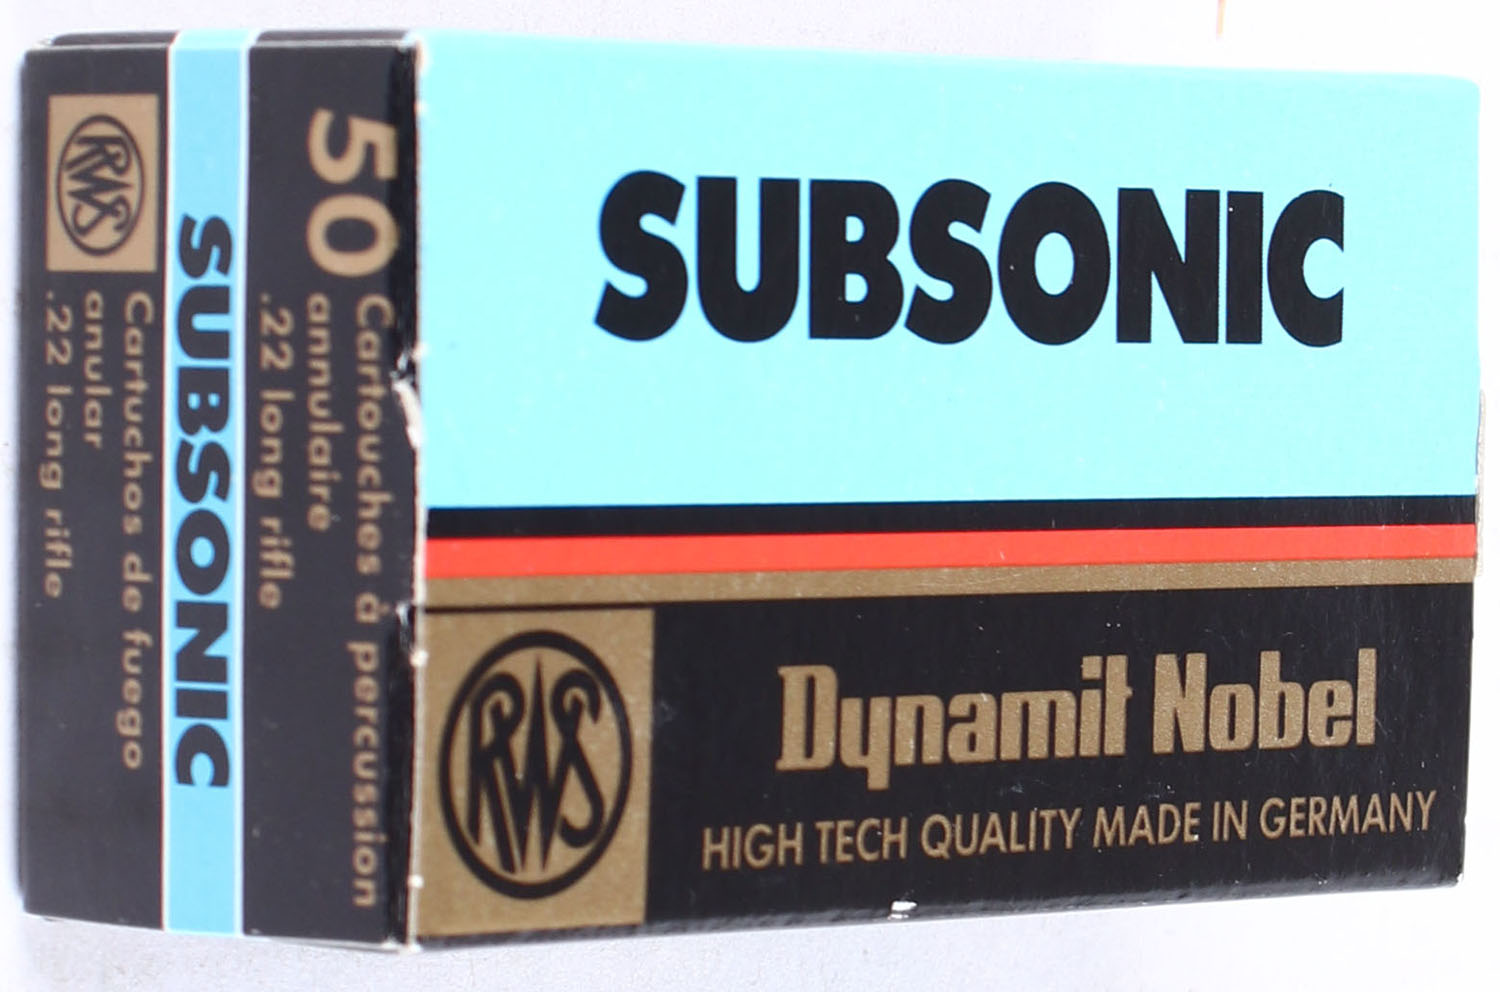 SUBSONIC
RWS
Dynamit Nobel
HIGH TECH QUALITY MADE IN GERMANY
50
Cartouches à percussion
annulaire
.22 long rifle
SUBSONIC
RWS
Cartuchos de fuego
anular
.22 long rifle